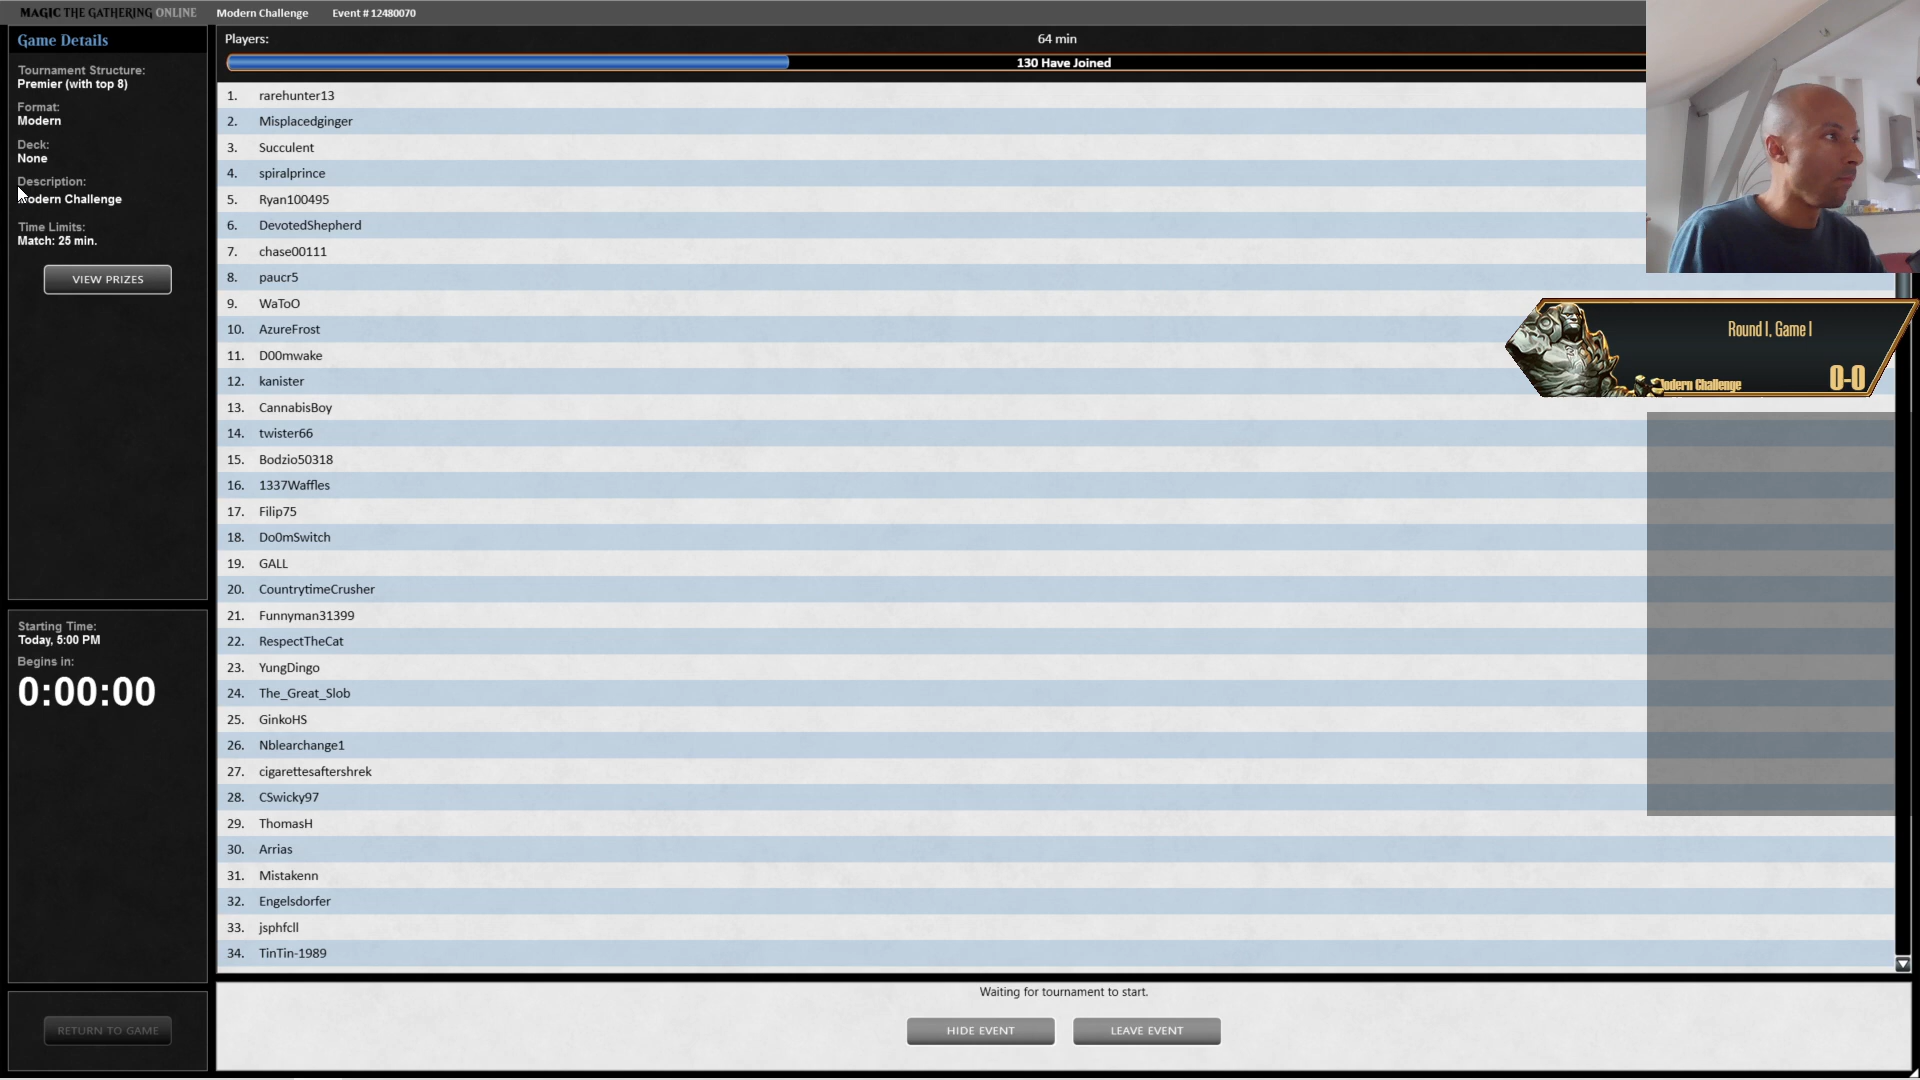 MAGIC THE GATHERING ONLINE Modern Challenge Event # 12480070
Game Details
Tournament Structure:
Premier (with top 8)
Format:
Modern
Deck:
None
Description:
odern Challenge
Time Limits:
Match: 25 min.
VIEW PRIZES
Starting Time:
Today, 5:00 PM
Begins in:
0:00:00
RETURN TO GAME
Players: 64 min
130 Have Joined
1. rarehunter13
2. Misplacedginger
3. Succulent
4. spiralprince
5. Ryan100495
6. DevotedShepherd
7. chase00111
8. paucr5
9. WaToO
10. AzureFrost
11. D00mwake
12. kanister
13. CannabisBoy
14. twister66
15. Bodzio50318
16. 1337Waffles
17. Filip75
18. Do0mSwitch
19. GALL
20. CountrytimeCrusher
21. Funnyman31399
22. RespectTheCat
23. YungDingo
24. The_Great_Slob
25. GinkoHS
26. Nblearchange1
27. cigarettesaftershrek
28. CSwicky97
29. ThomasH
30. Arrias
31. Mistakenn
32. Engelsdorfer
33. jsphfcll
34. TinTin-1989
Round 1, Game 1
Modern Challenge 0-0
Waiting for tournament to start.
HIDE EVENT LEAVE EVENT